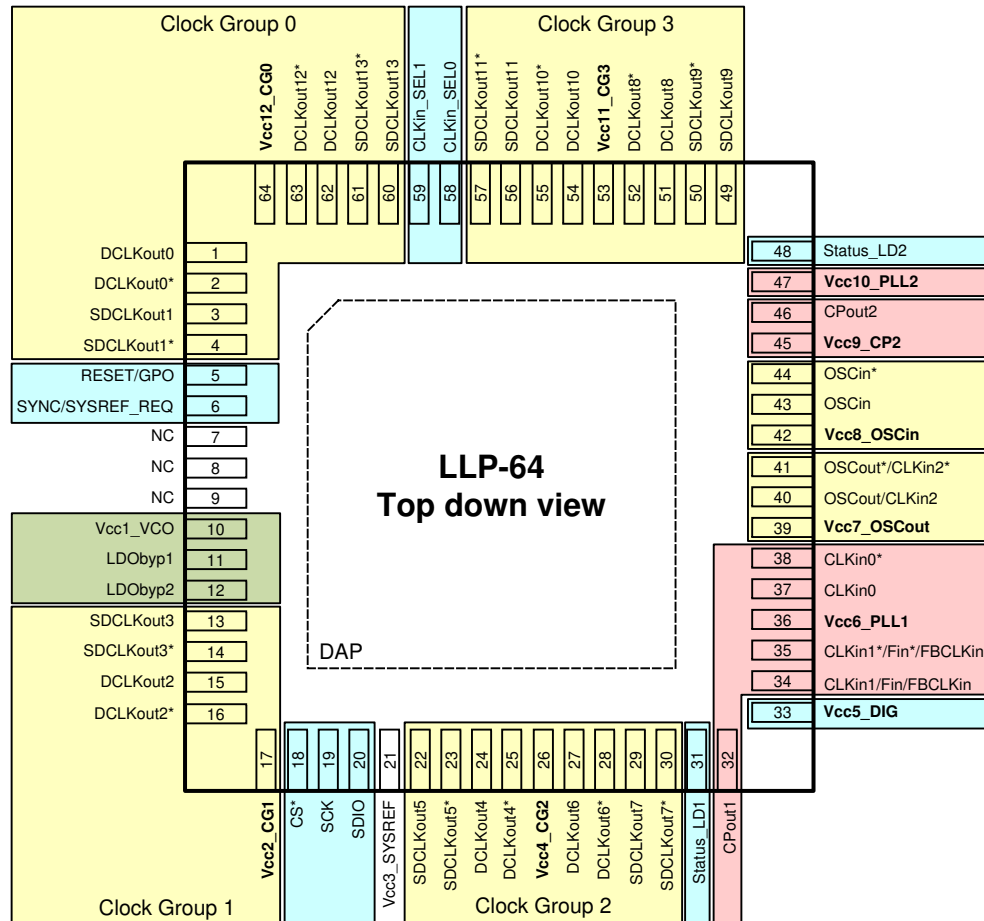 Clock Group 0
Clock Group 3
Vcc12_CG0
DCLKout12*
DCLKout12
SDCLKout13*
SDCLKout13
CLKin_SEL1
CLKin_SEL0
SDCLKout11*
SDCLKout11
DCLKout10*
DCLKout10
Vcc11_CG3
DCLKout8*
DCLKout8
SDCLKout9*
SDCLKout9
64
63
62
61
60
59
58
57
56
55
54
53
52
51
50
49
DCLKout0 1
DCLKout0* 2
SDCLKout1 3
SDCLKout1* 4
RESET/GPO 5
SYNC/SYSREF_REQ 6
NC 7
NC 8
NC 9
Vcc1_VCO 10
LDObyp1 11
LDObyp2 12
SDCLKout3 13
SDCLKout3* 14
DCLKout2 15
DCLKout2* 16
LLP-64
Top down view
DAP
48 Status_LD2
47 Vcc10_PLL2
46 CPout2
45 Vcc9_CP2
44 OSCin*
43 OSCin
42 Vcc8_OSCin
41 OSCout*/CLKin2*
40 OSCout/CLKin2
39 Vcc7_OSCout
38 CLKin0*
37 CLKin0
36 Vcc6_PLL1
35 CLKin1*/Fin*/FBCLKin
34 CLKin1/Fin/FBCLKin
33 Vcc5_DIG
17
18
19
20
21
22
23
24
25
26
27
28
29
30
31
32
Vcc2_CG1
CS*
SCK
SDIO
Vcc3_SYSREF
SDCLKout5
SDCLKout5*
DCLKout4
DCLKout4*
Vcc4_CG2
DCLKout6
DCLKout6*
SDCLKout7
SDCLKout7*
Status_LD1
CPout1
Clock Group 1
Clock Group 2